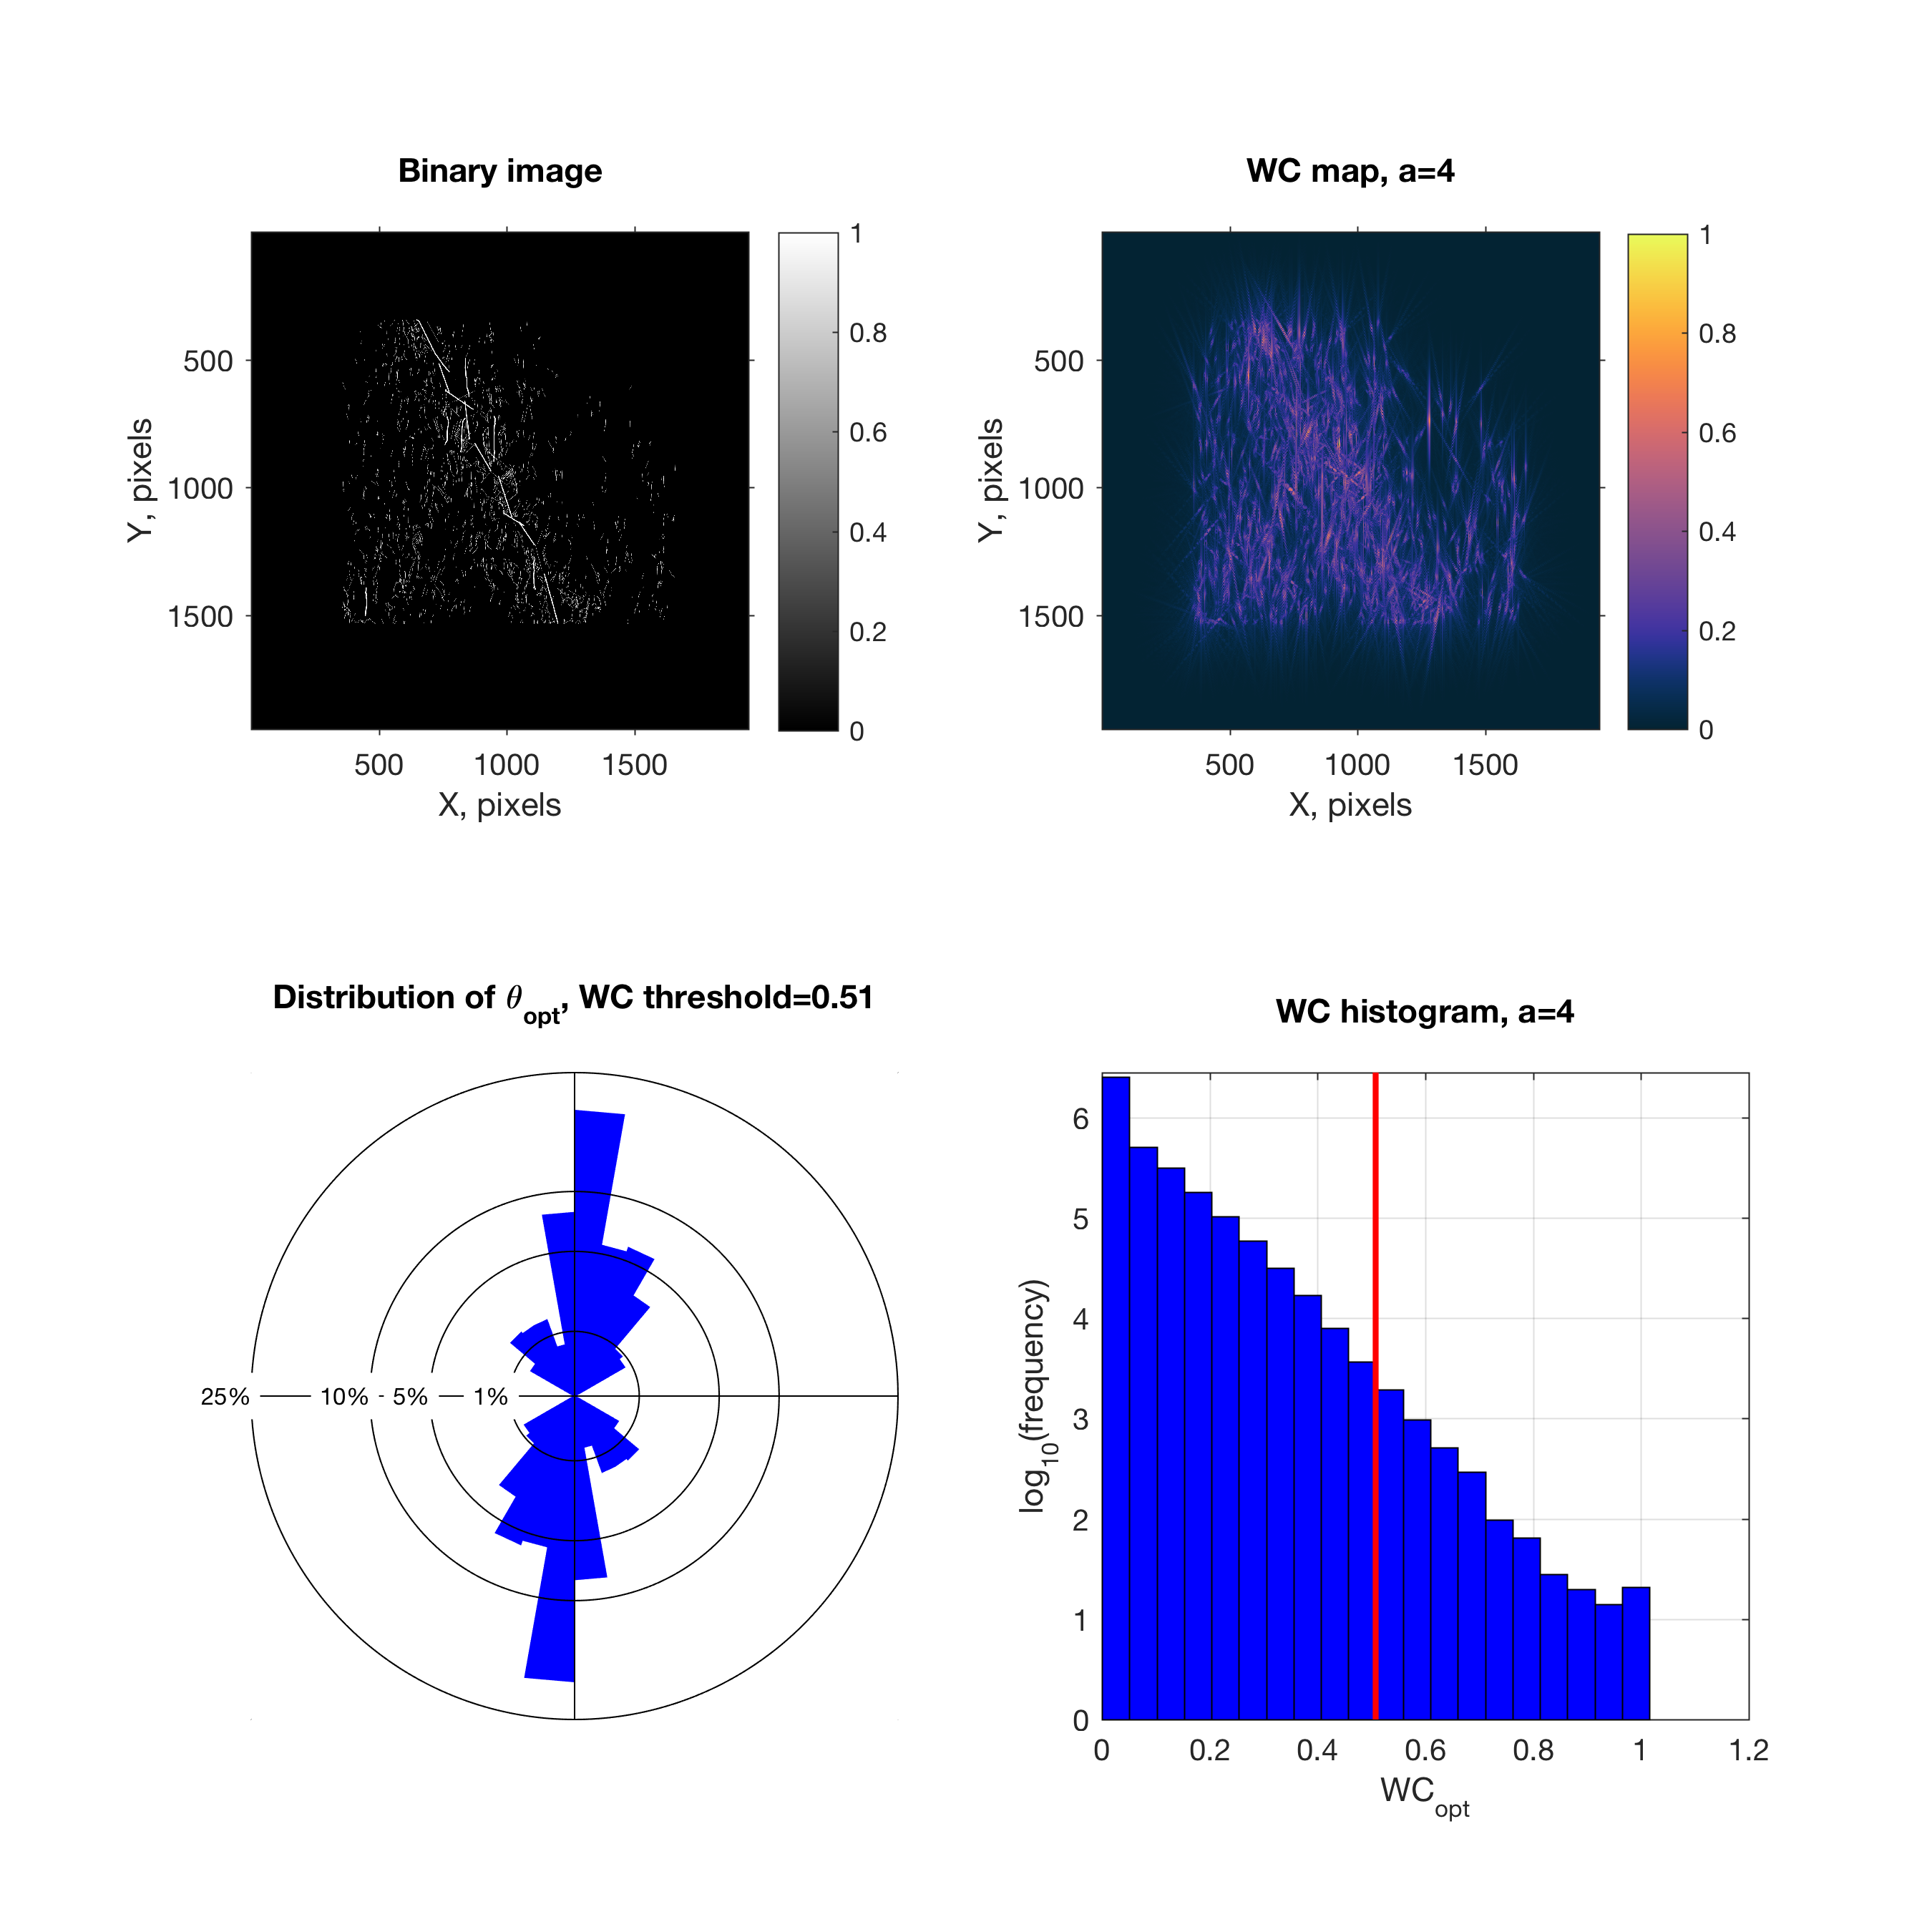 Binary image
1
0.8
0.6
0.4
0.2
0
500
1000
1500
Y, pixels
500 1000 1500
X, pixels
WC map, a=4
1
0.8
0.6
0.4
0.2
0
500
1000
1500
Y, pixels
500 1000 1500
X, pixels
Distribution of θopt, WC threshold=0.51
25% 10% 5% 1%
WC histogram, a=4
6
5
4
3
2
1
0
log10(frequency)
0 0.2 0.4 0.6 0.8 1 1.2
WCopt